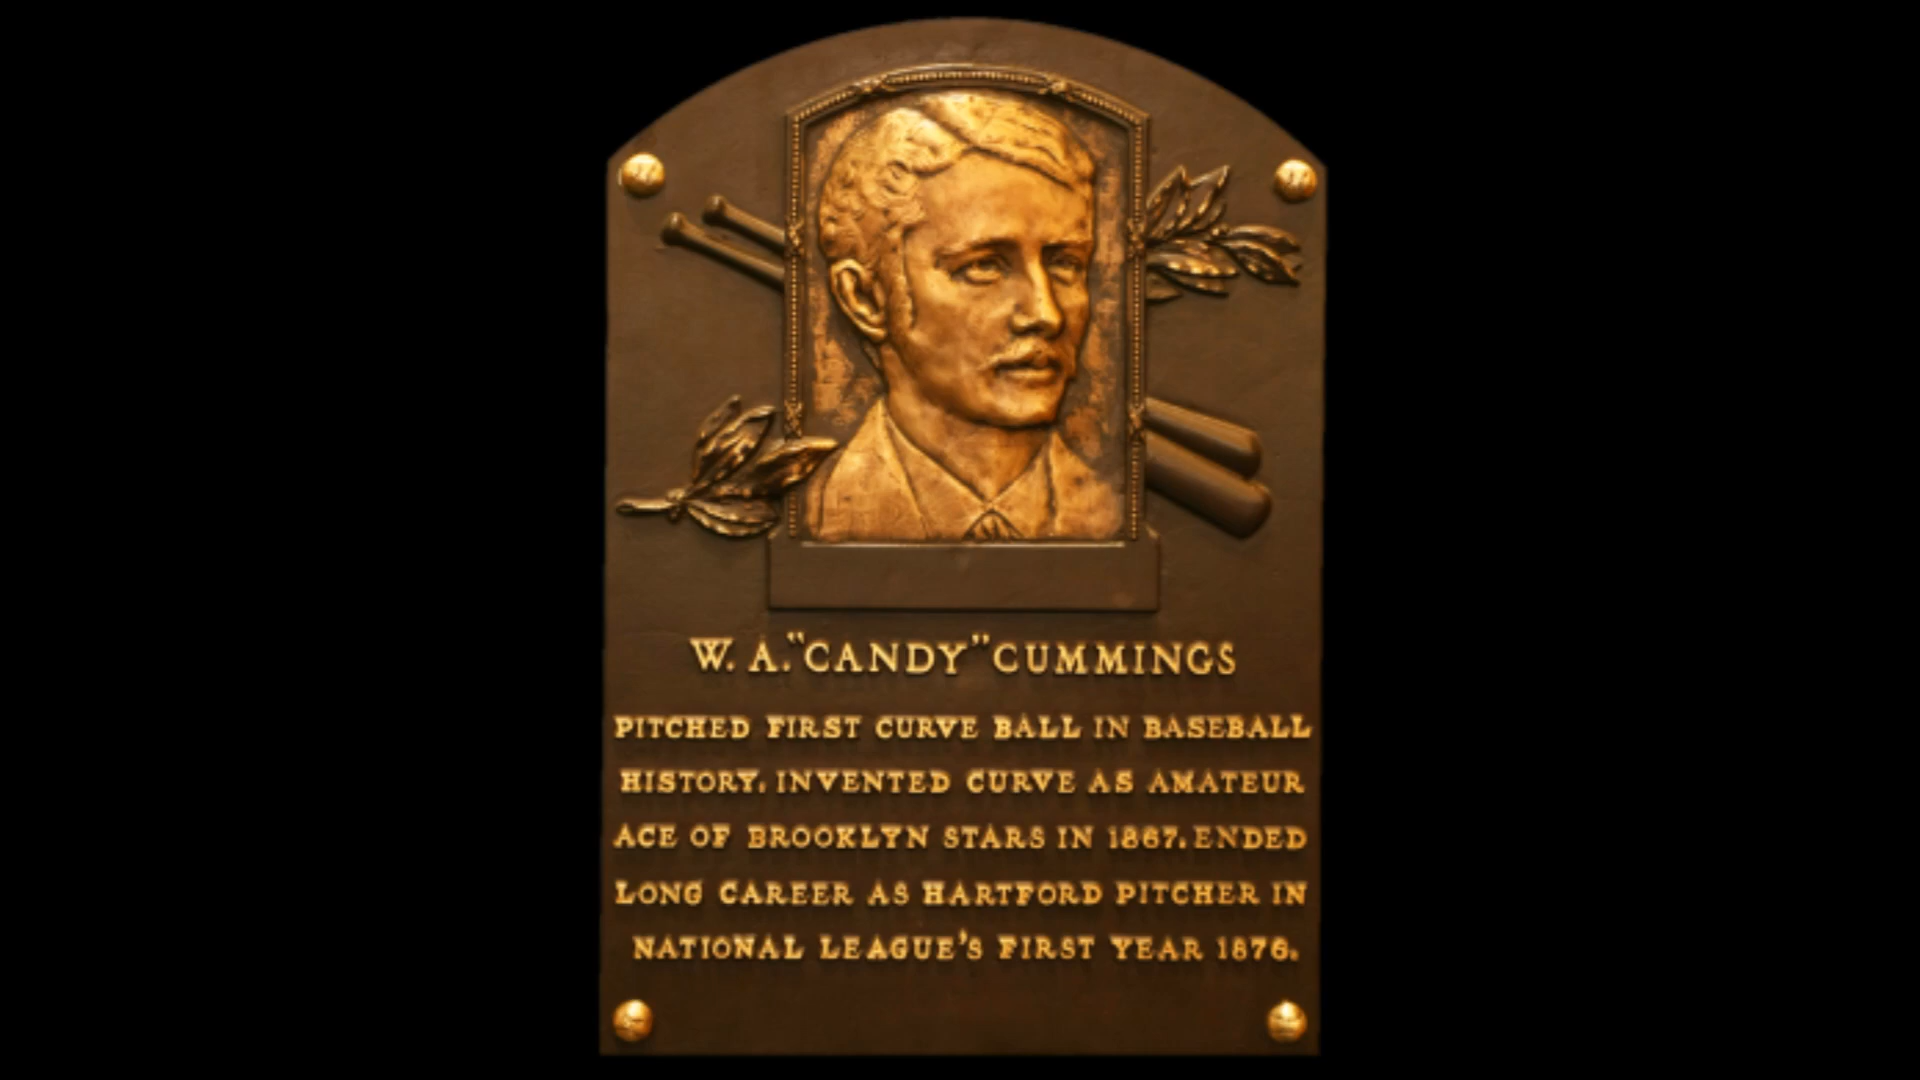 W. A. "CANDY" CUMMINGS
PITCHED FIRST CURVE BALL IN BASEBALL
HISTORY. INVENTED CURVE AS AMATEUR
ACE OF BROOKLYN STARS IN 1867. ENDED
LONG CAREER AS HARTFORD PITCHER IN
NATIONAL LEAGUE'S FIRST YEAR 1876.